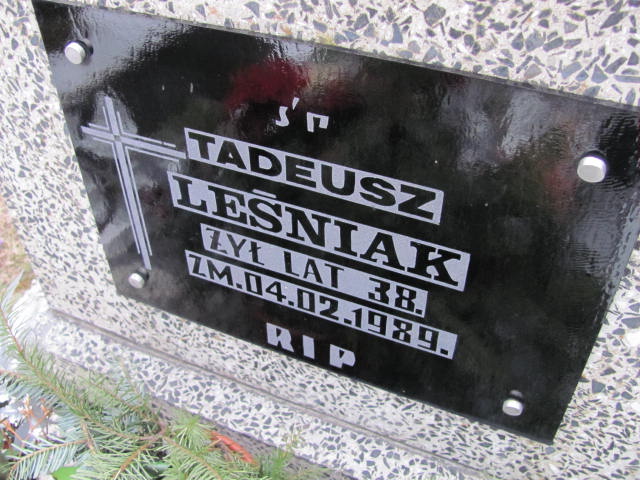 ś p
TADEUSZ
LEŚNIAK
ŻYŁ LAT 38.
ZM.04.02.1989.
RIP